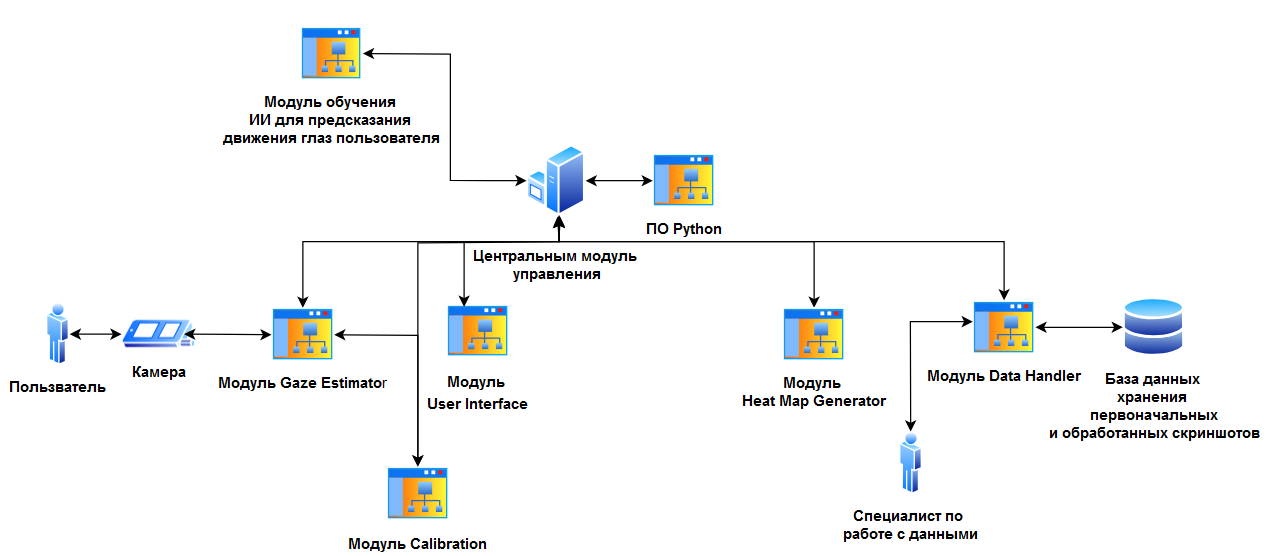 Модуль обучения
ИИ для предсказания
движения глаз пользователя
ПО Python
Центральным модуль
управления
Пользватель
Камера
Модуль Gaze Estimator
Модуль
User Interface
Модуль
Heat Map Generator
Модуль Data Handler
База данных
хранения
первоначальных
и обработанных скриншотов
Специалист по
работе с данными
Модуль Calibration